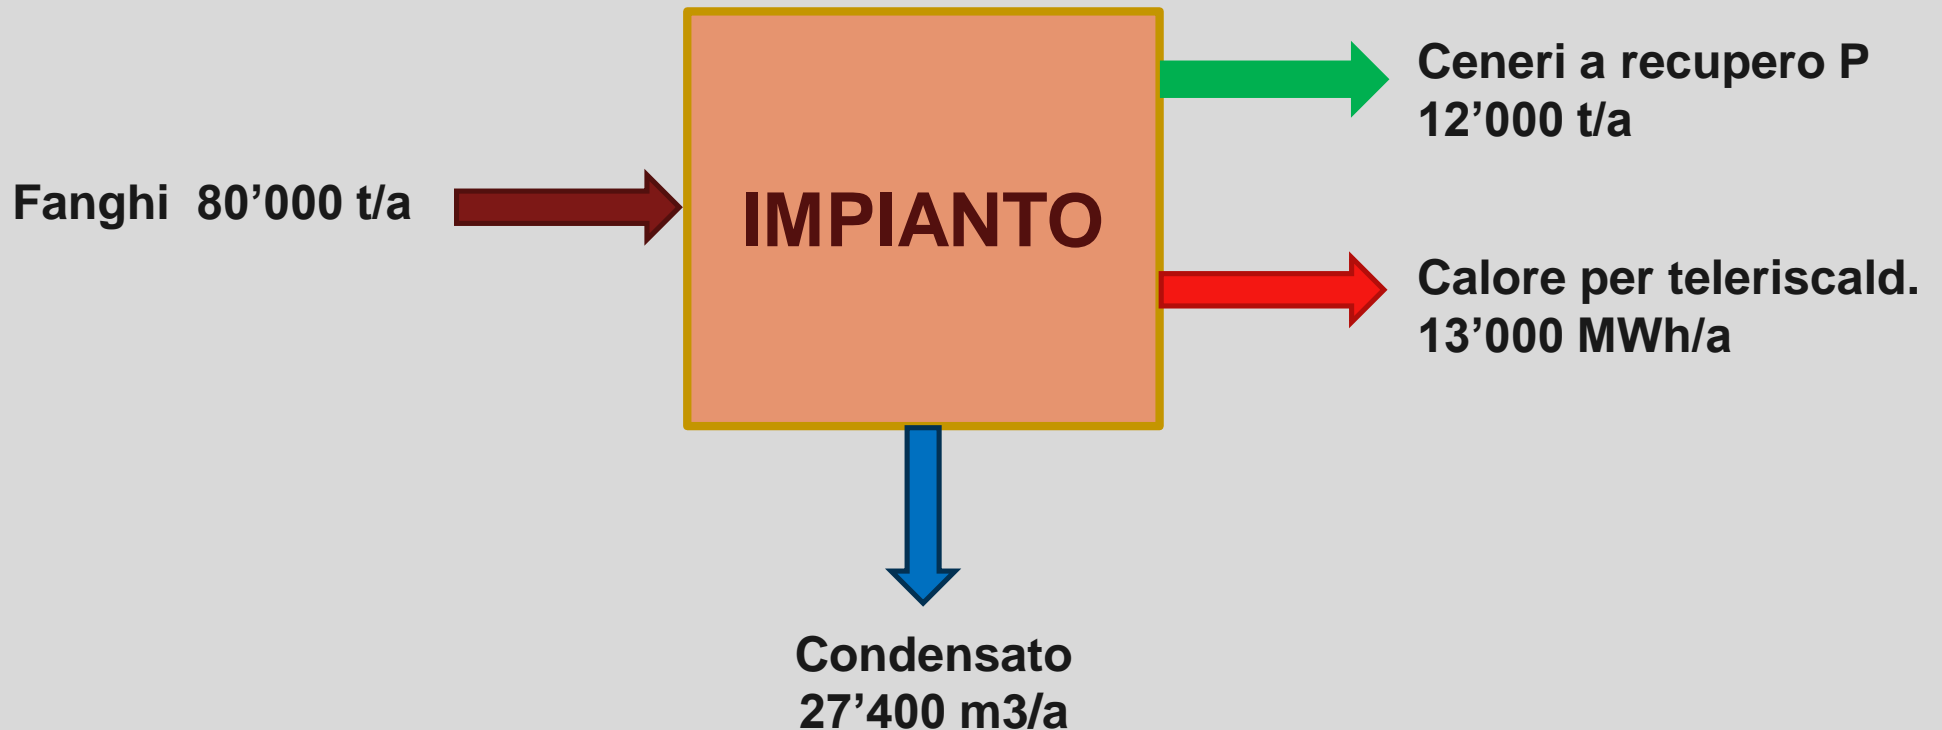 Ceneri a recupero P
12’000 t/a
Fanghi  80’000 t/a
IMPIANTO
Calore per teleriscald.
13’000 MWh/a
Condensato
27’400 m3/a